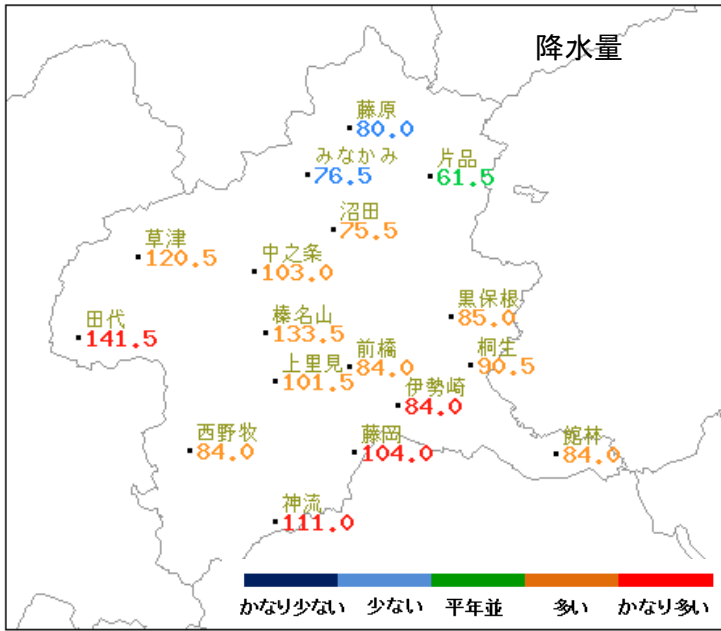 降水量
藤原
80.0
みなかみ
76.5
片品
61.5
沼田
75.5
草津
120.5
中之条
103.0
黒保根
85.0
田代
141.5
榛名山
133.5
前橋
84.0
桐生
90.5
上里見
101.5
伊勢崎
84.0
西野牧
84.0
藤岡
104.0
館林
84.0
神流
111.0
かなり少ない 少ない 平年並 多い かなり多い